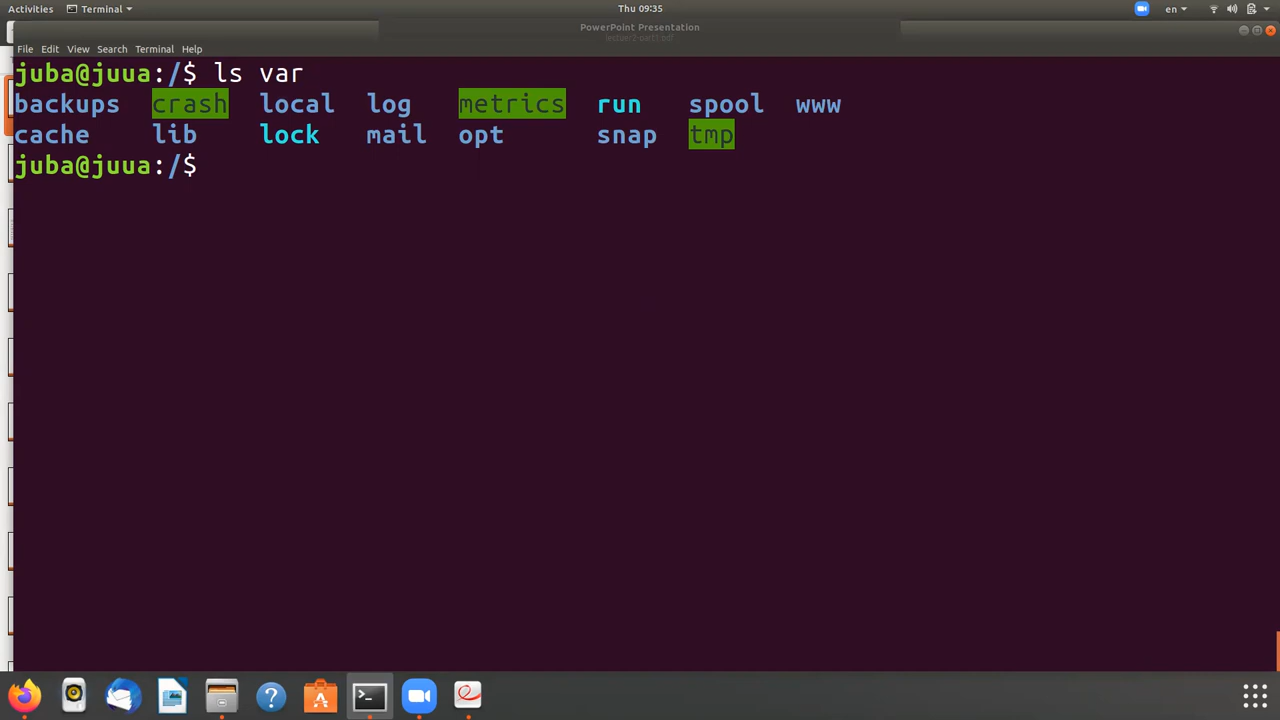 Activities Terminal Thu 09:35 en
PowerPoint Presentation
File Edit View Search Terminal Help
juba@juua:/$ ls var
backups crash local log metrics run spool www
cache lib lock mail opt snap tmp
juba@juua:/$